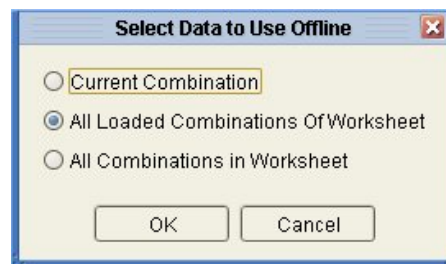 Select Data to Use Offline
Current Combination
All Loaded Combinations Of Worksheet
All Combinations in Worksheet
OK
Cancel